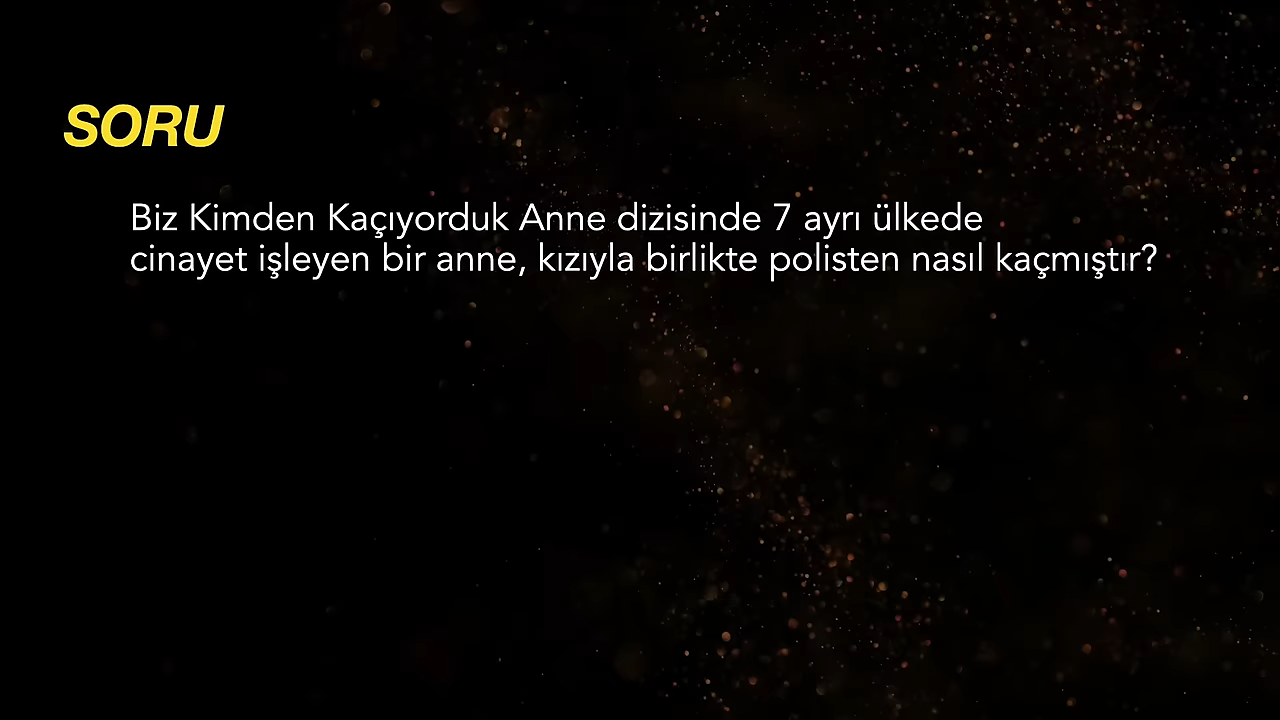 SORU
Biz Kimden Kaçıyorduk Anne dizisinde 7 ayrı ülkede
cinayet işleyen bir anne, kızıyla birlikte polisten nasıl kaçmıştır?